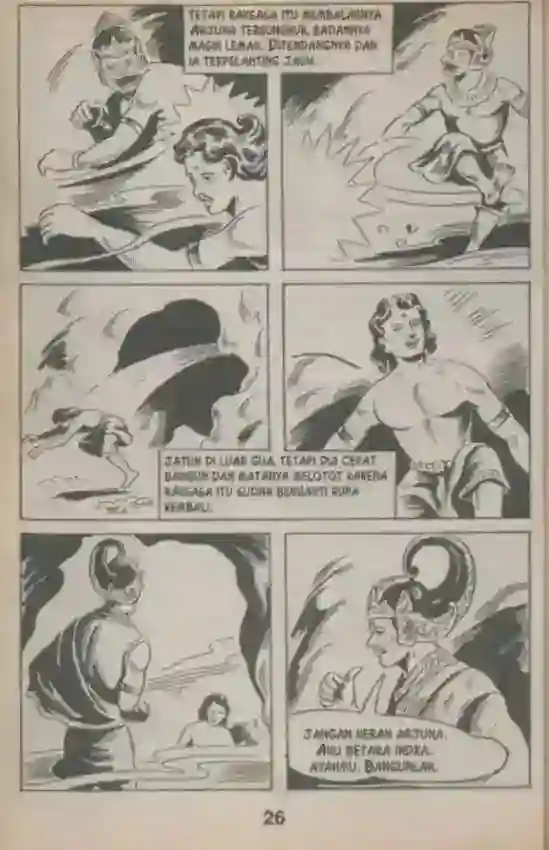 TETAPI RAKSASA ITU MEMBALASNYA
ARJUNA TERSUNGKUR, BADANNYA
MASIH LEMAH. DITENDANGNYA DAN
IA TERPELANTING JAUH.
JATUH DI LUAR GUA, TETAPI DIA CEPAT
BANGUN DAN MATANYA MELOTOT KARENA
RAKSASA ITU SUDAH BERGANTI RUPA
KEMBALI.
JANGAN HERAN ARJUNA.
AKU BETARA INDRA..
AYAHMU. BANGUNLAH.
26